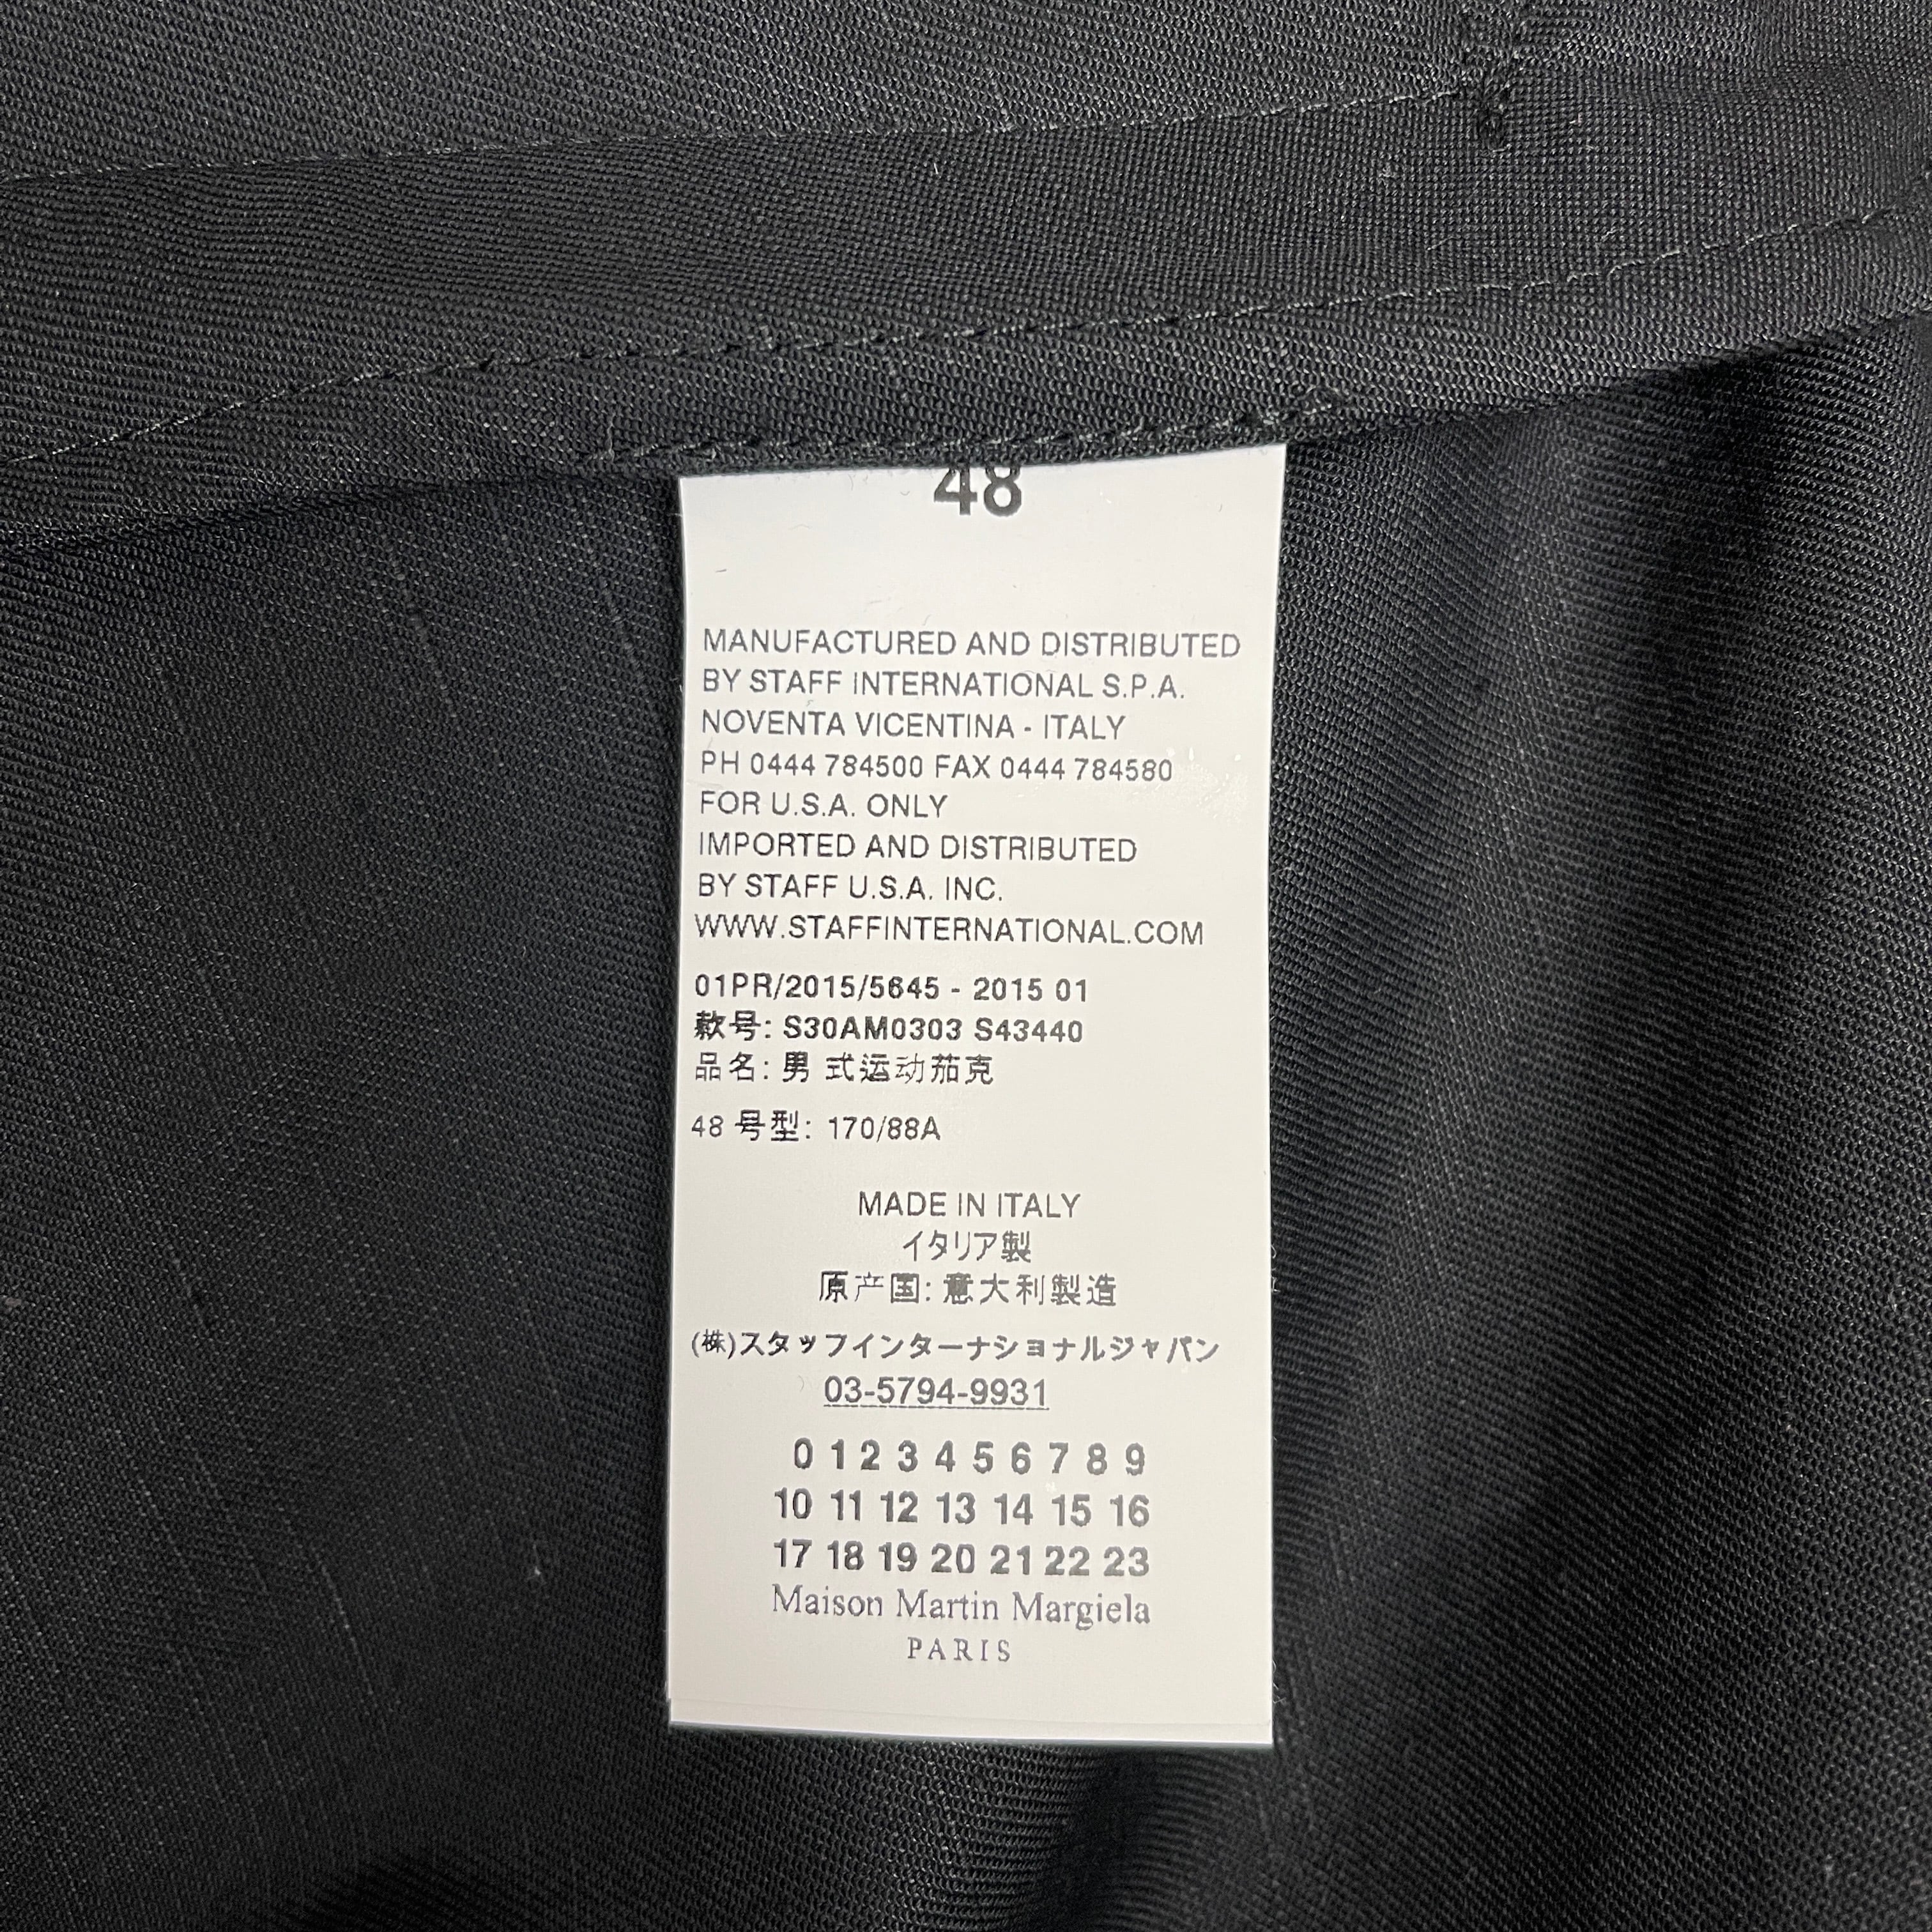 48
MANUFACTURED AND DISTRIBUTED
BY STAFF INTERNATIONAL S.P.A.
NOVENTA VICENTINA - ITALY
PH 0444 784500 FAX 0444 784580
FOR U.S.A. ONLY
IMPORTED AND DISTRIBUTED
BY STAFF U.S.A. INC.
WWW.STAFFINTERNATIONAL.COM
01PR/2015/5645 - 2015 01
款号: S30AM0303 S43440
品名: 男 式运动茄克
48 号型: 170/88A
MADE IN ITALY
イタリア製
原产国: 意大利製造
(株)スタッフインターナショナルジャパン
03-5794-9931
0 1 2 3 4 5 6 7 8 9
10 11 12 13 14 15 16
17 18 19 20 21 22 23
Maison Martin Margiela
PARIS